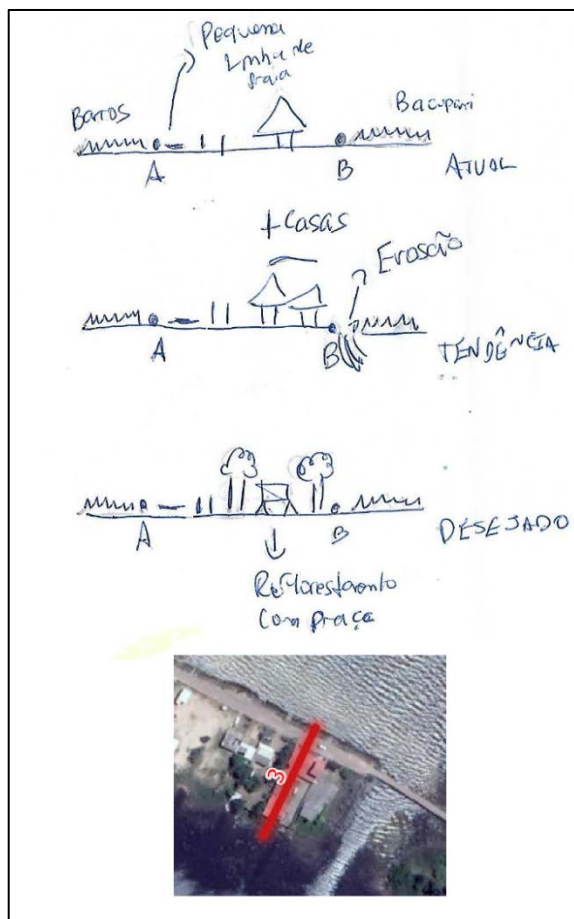 Pequena
Linha de
Praia
Barros
Bacupari
A
B
ATUAL
+Casas
Erosão
A
B
TENDÊNCIA
A
B
DESEJADO
Reflorestamento
Com praça
3